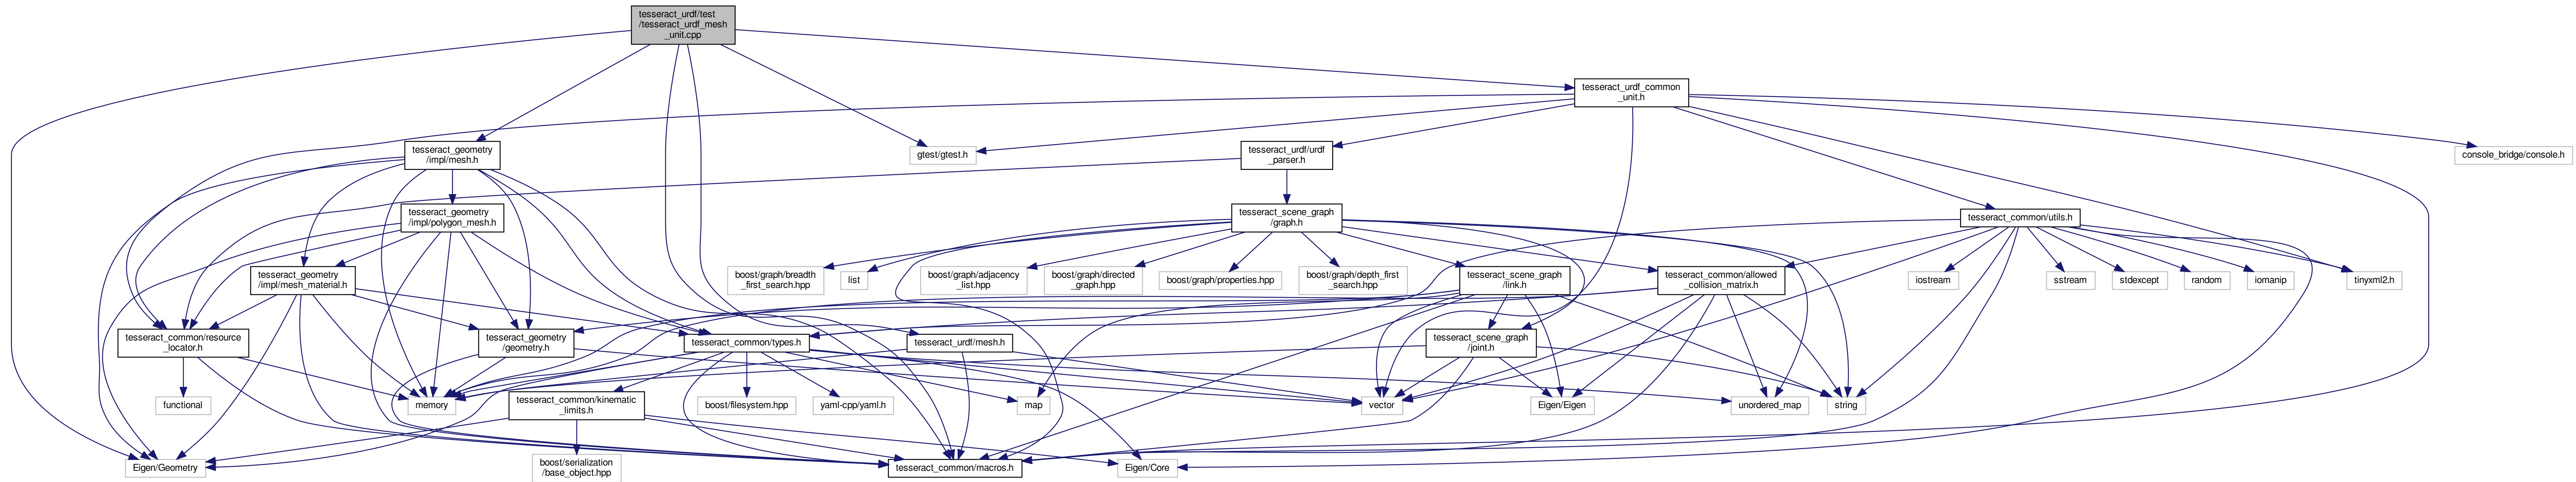 tesseract_urdf/test
/tesseract_urdf_mesh
_unit.cpp
tesseract_urdf_common
_unit.h
tesseract_geometry
/impl/mesh.h
gtest/gtest.h
tesseract_urdf/urdf
_parser.h
console_bridge/console.h
tesseract_geometry
/impl/polygon_mesh.h
tesseract_scene_graph
/graph.h
tesseract_common/utils.h
tesseract_geometry
/impl/mesh_material.h
boost/graph/breadth
_first_search.hpp
list
boost/graph/adjacency
_list.hpp
boost/graph/directed
_graph.hpp
boost/graph/properties.hpp
boost/graph/depth_first
_search.hpp
tesseract_scene_graph
/link.h
tesseract_common/allowed
_collision_matrix.h
iostream
sstream
stdexcept
random
iomanip
tinyxml2.h
tesseract_common/resource
_locator.h
tesseract_geometry
/geometry.h
tesseract_common/types.h
tesseract_urdf/mesh.h
tesseract_scene_graph
/joint.h
functional
memory
tesseract_common/kinematic
_limits.h
boost/filesystem.hpp
yaml-cpp/yaml.h
map
vector
Eigen/Eigen
unordered_map
string
Eigen/Geometry
boost/serialization
/base_object.hpp
tesseract_common/macros.h
Eigen/Core